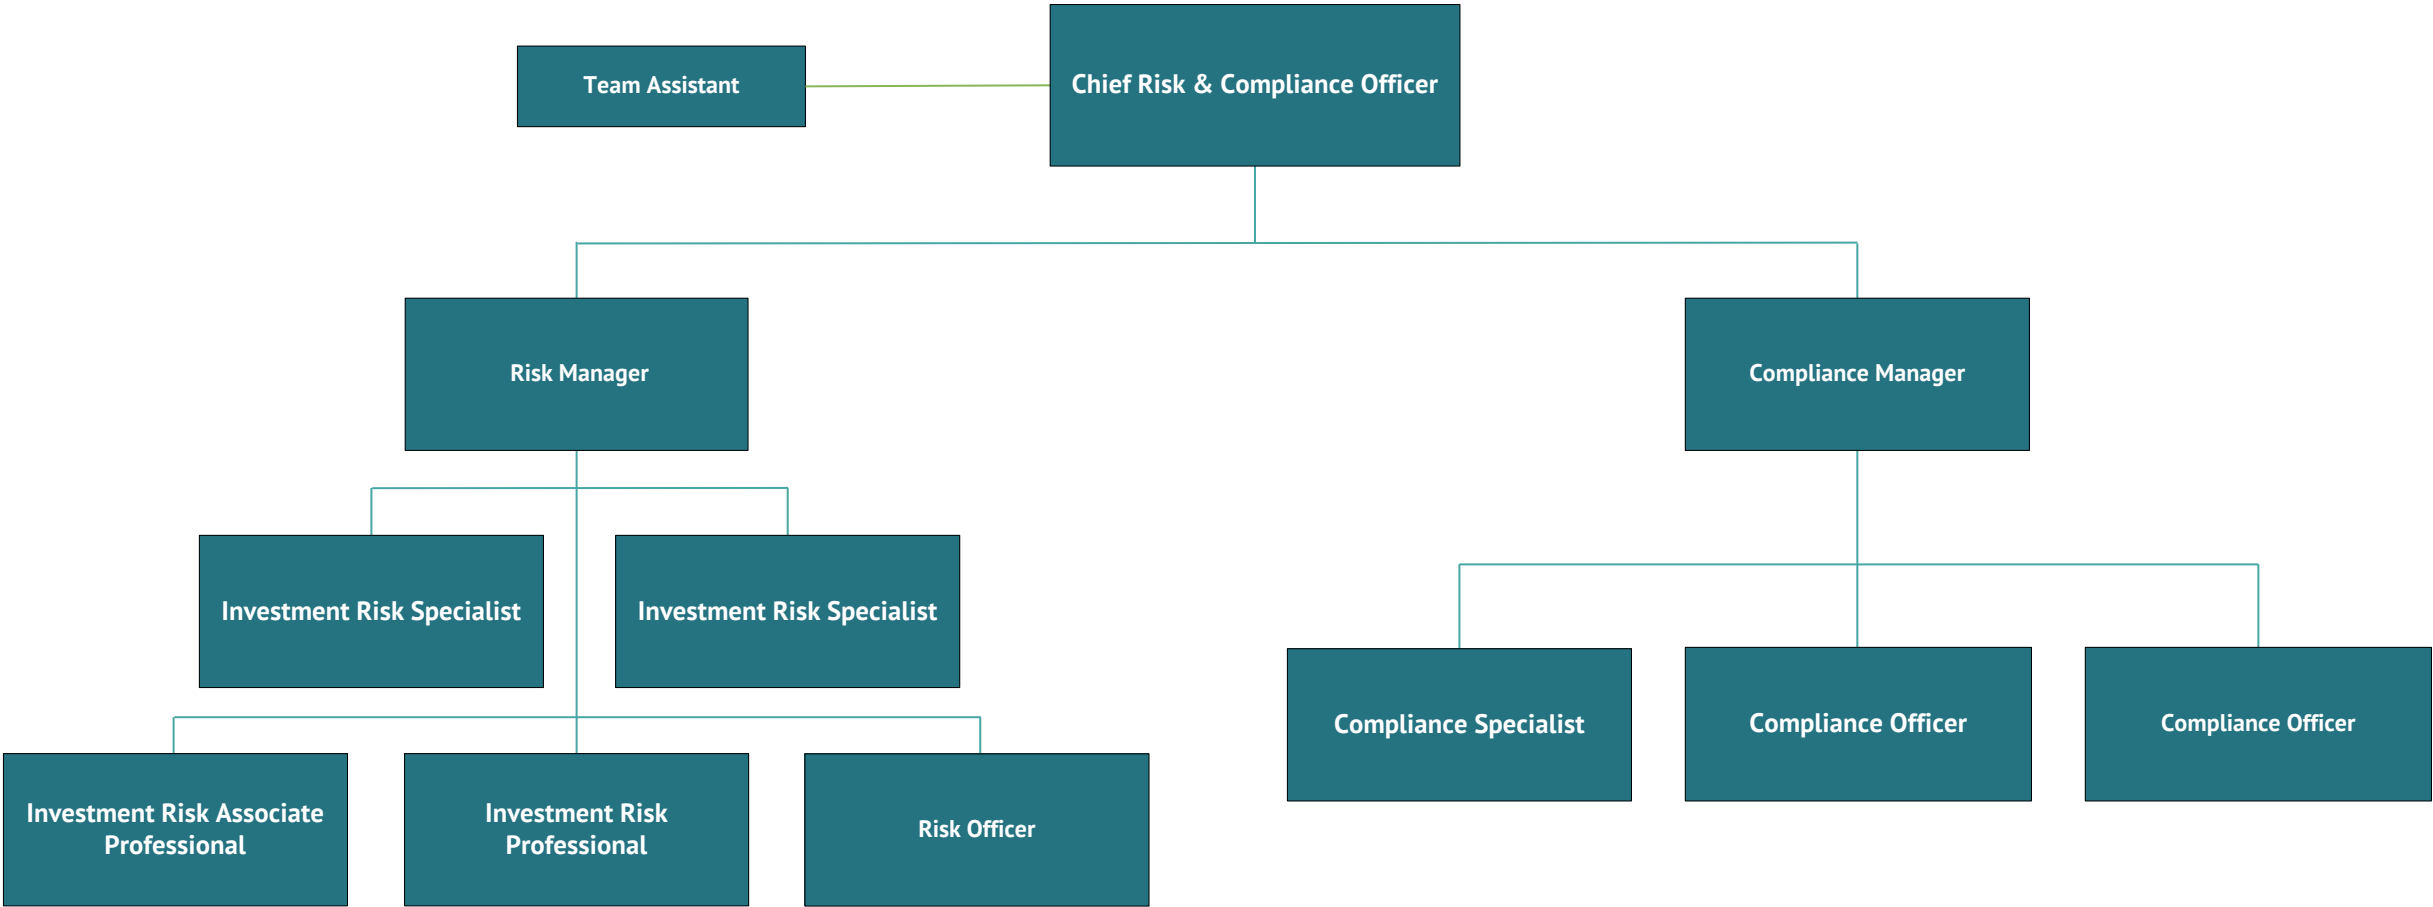 Team Assistant
Chief Risk & Compliance Officer
Risk Manager
Compliance Manager
Investment Risk Specialist
Investment Risk Specialist
Compliance Specialist
Compliance Officer
Compliance Officer
Investment Risk Associate
Professional
Investment Risk
Professional
Risk Officer